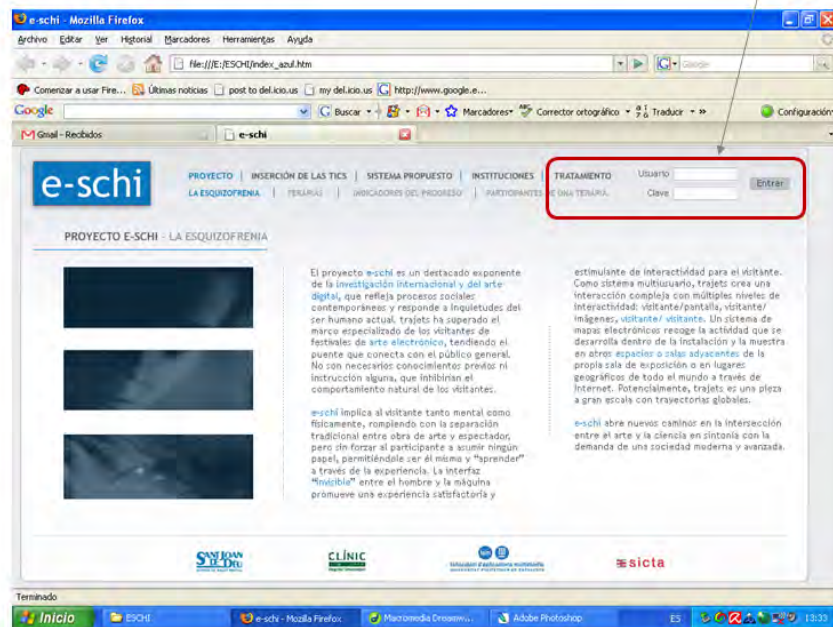 e-schi - Mozilla Firefox
Archivo Editar Ver Historial Marcadores Herramientas Ayuda
file:///E:/ESCHI/index_azul.htm
Google
Comenzar a usar Fire... Últimas noticias post to del.icio.us my del.icio.us http://www.google.e...
Google Buscar Marcadores Corrector ortográfico Traducir Configuración
Gmail - Recibidos e-schi
e-schi
PROYECTO | INSERCIÓN DE LAS TICS | SISTEMA PROPUESTO | INSTITUCIONES | TRATAMIENTO
LA ESQUIZOFRENIA | TERAPIAS | INDICADORES DEL PROGRESO | PARTICIPANTES DE UNA TERAPIA
Usuario
Clave
Entrar
PROYECTO E-SCHI - LA ESQUIZOFRENIA
El proyecto e-schi es un destacado exponente
de la investigación internacional y del arte
digital, que refleja procesos sociales
contemporáneos y responde a inquietudes del
ser humano actual. trajets ha superado el
marco especializado de los visitantes de
festivales de arte electrónico, tendiendo el
puente que conecta con el público general.
No son necesarios conocimientos previos ni
instrucción alguna, que inhibirían el
comportamiento natural de los visitantes.
e-schi implica al visitante tanto mental como
físicamente, rompiendo con la separación
tradicional entre obra de arte y espectador,
pero sin forzar al participante a asumir ningún
papel, permitiéndole ser él mismo y "aprender"
a través de la experiencia. La interfaz
"invisible" entre el hombre y la máquina
promueve una experiencia satisfactoria y
estimulante de interactividad para el visitante.
Como sistema multiusuario, trajets crea una
interacción compleja con múltiples niveles de
interactividad: visitante/pantalla, visitante/
imágenes, visitante/ visitante. Un sistema de
mapas electrónicos recoge la actividad que se
desarrolla dentro de la instalación y la muestra
en otros espacios o salas adyacentes de la
propia sala de exposición o en lugares
geográficos de todo el mundo a través de
Internet. Potencialmente, trajets es una pieza
a gran escala con trayectorias globales.
e-schi abre nuevos caminos en la intersección
entre el arte y la ciencia en sintonía con la
demanda de una sociedad moderna y avanzada.
SANT JOAN DE DÉU
CLÍNIC
sicta
Terminado
Inicio ESCHI e-schi - Mozilla Firefox Macromedia Dreamw... Adobe Photoshop ES 13:33